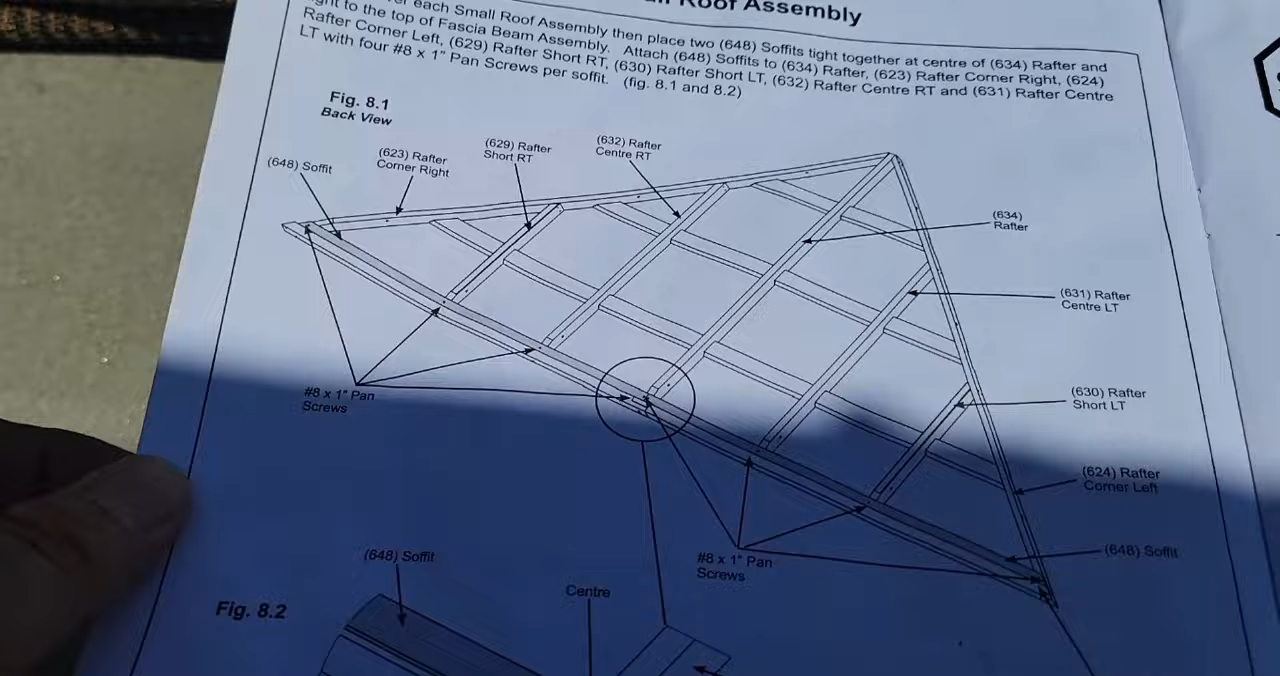 Roof Assembly
each Small Roof Assembly then place two (648) Soffits tight together at centre of (634) Rafter and
to the top of Fascia Beam Assembly. Attach (648) Soffits to (634) Rafter, (623) Rafter Corner Right, (624)
Rafter Corner Left, (629) Rafter Short RT, (630) Rafter Short LT, (632) Rafter Centre RT and (631) Rafter Centre
LT with four #8 x 1" Pan Screws per soffit. (fig. 8.1 and 8.2)
Fig. 8.1
Back View
(648) Soffit
(623) Rafter
Corner Right
(629) Rafter
Short RT
(632) Rafter
Centre RT
(634)
Rafter
(631) Rafter
Centre LT
(630) Rafter
Short LT
(624) Rafter
Corner Left
(648) Soffit
#8 x 1" Pan
Screws
#8 x 1" Pan
Screws
Fig. 8.2
(648) Soffit
Centre